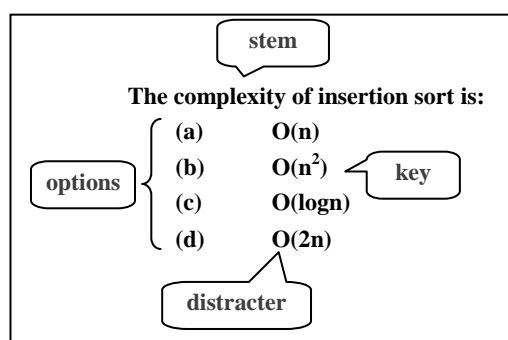 stem
The complexity of insertion sort is:
(a) O(n)
(b) O(n²)
key
options
(c) O(logn)
(d) O(2n)
distracter